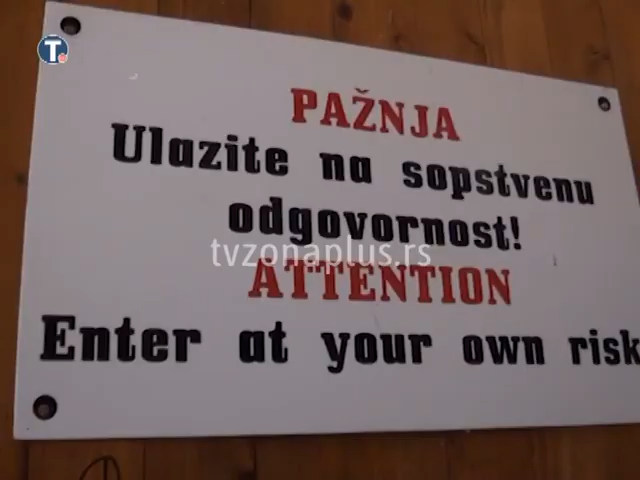 T.
PAŽNJA
Ulazite na sopstvenu
odgovornost!
tvzonaplus.rs
ATTENTION
Enter at your own risk